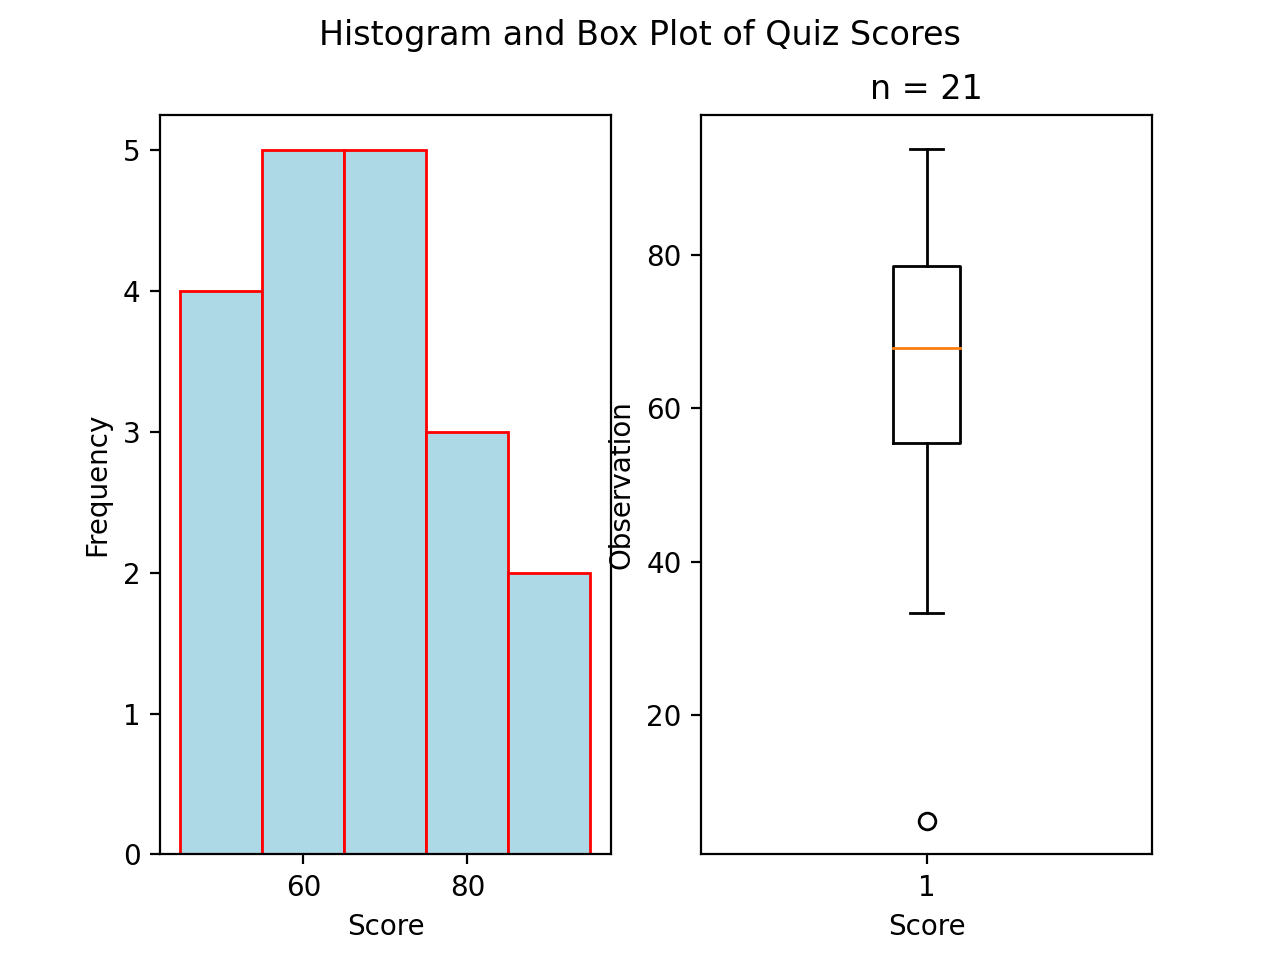 Histogram and Box Plot of Quiz Scores
5
4
3
2
1
0
Frequency
60 80
Score
n = 21
80
60
40
20
Observation
1
Score